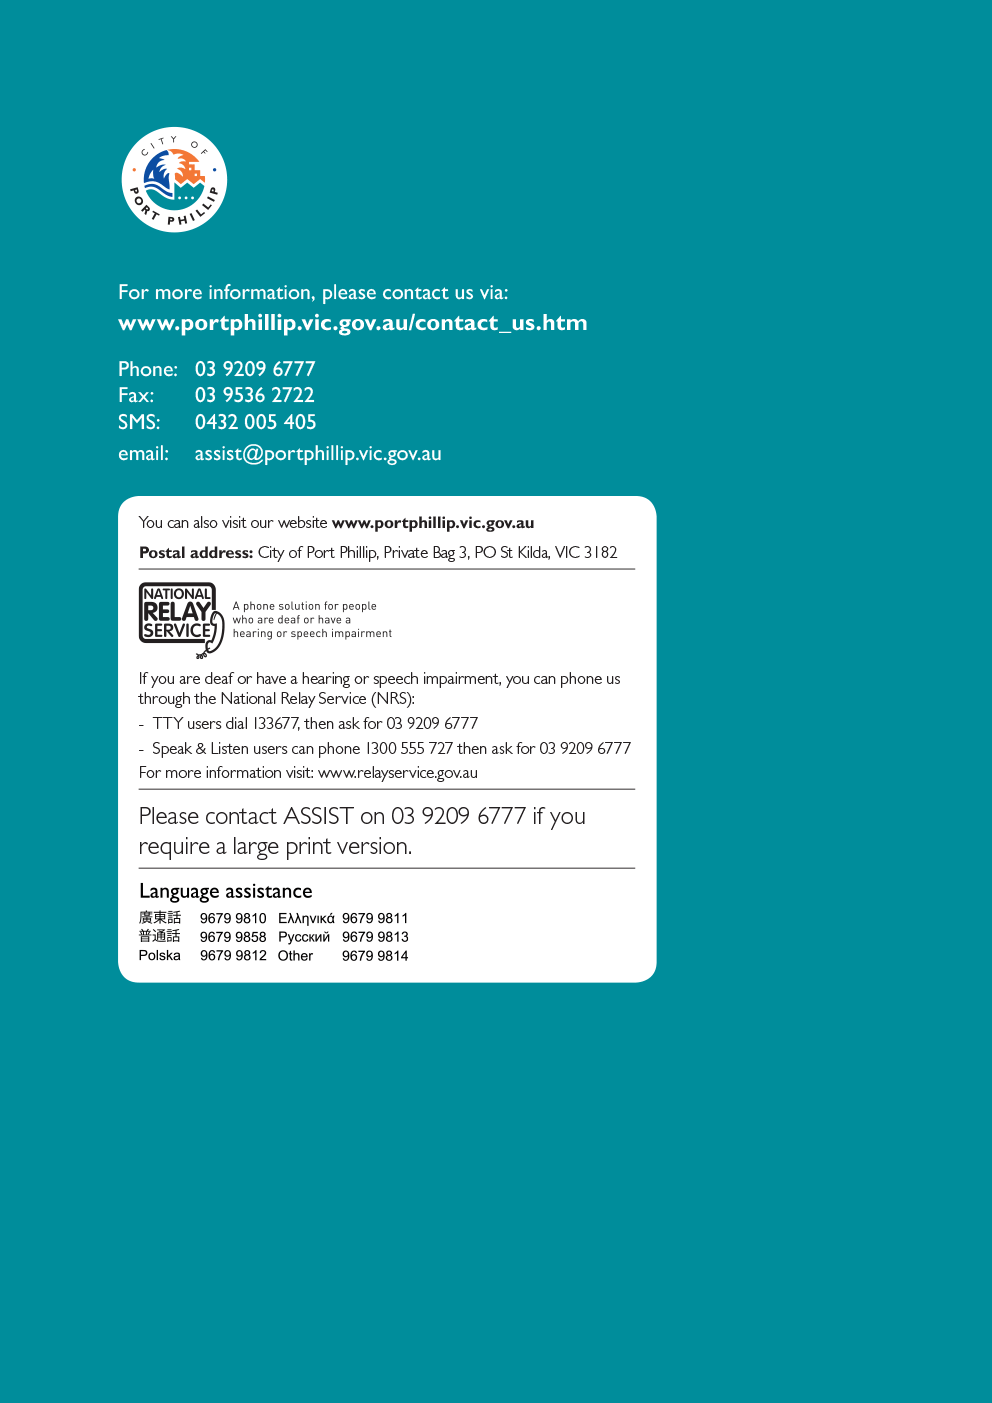 CITY OF
PORT PHILLIP
For more information, please contact us via:
www.portphillip.vic.gov.au/contact_us.htm
Phone: 03 9209 6777
Fax: 03 9536 2722
SMS: 0432 005 405
email: assist@portphillip.vic.gov.au
You can also visit our website www.portphillip.vic.gov.au
Postal address: City of Port Phillip, Private Bag 3, PO St Kilda, VIC 3182
NATIONAL
RELAY
SERVICE
A phone solution for people
who are deaf or have a
hearing or speech impairment
If you are deaf or have a hearing or speech impairment, you can phone us
through the National Relay Service (NRS):
- TTY users dial 133677, then ask for 03 9209 6777
- Speak & Listen users can phone 1300 555 727 then ask for 03 9209 6777
For more information visit: www.relayservice.gov.au
Please contact ASSIST on 03 9209 6777 if you
require a large print version.
Language assistance
廣東話 9679 9810 Ελληνικά 9679 9811
普通話 9679 9858 Русский 9679 9813
Polska 9679 9812 Other 9679 9814